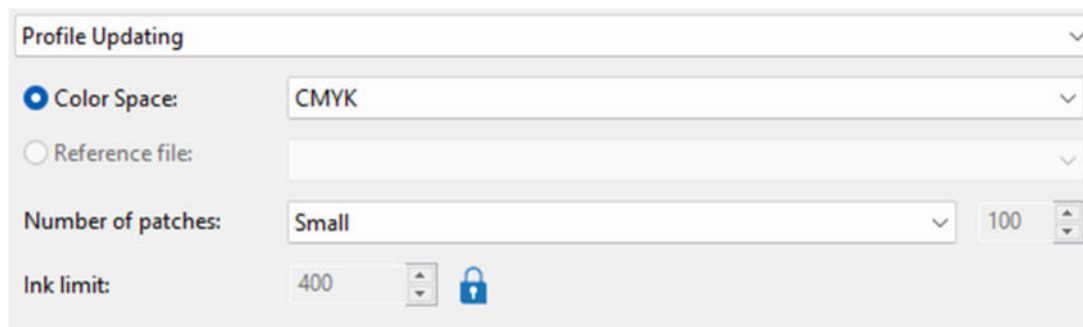 Profile Updating
Color Space: CMYK
Reference file:
Number of patches: Small 100
Ink limit: 400